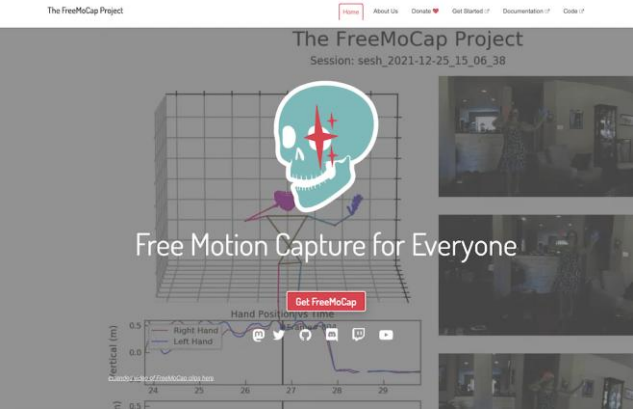 The FreeMoCap Project
Home About Us Donate Get Started Documentation Code
The FreeMoCap Project
Session: sesh_2021-12-25_15_06_38
Free Motion Capture for Everyone
Get FreeMoCap
Hand Position vs Time
Right Hand
Left Hand
0.5
0.0
24 25 26 27 28 29
0.5